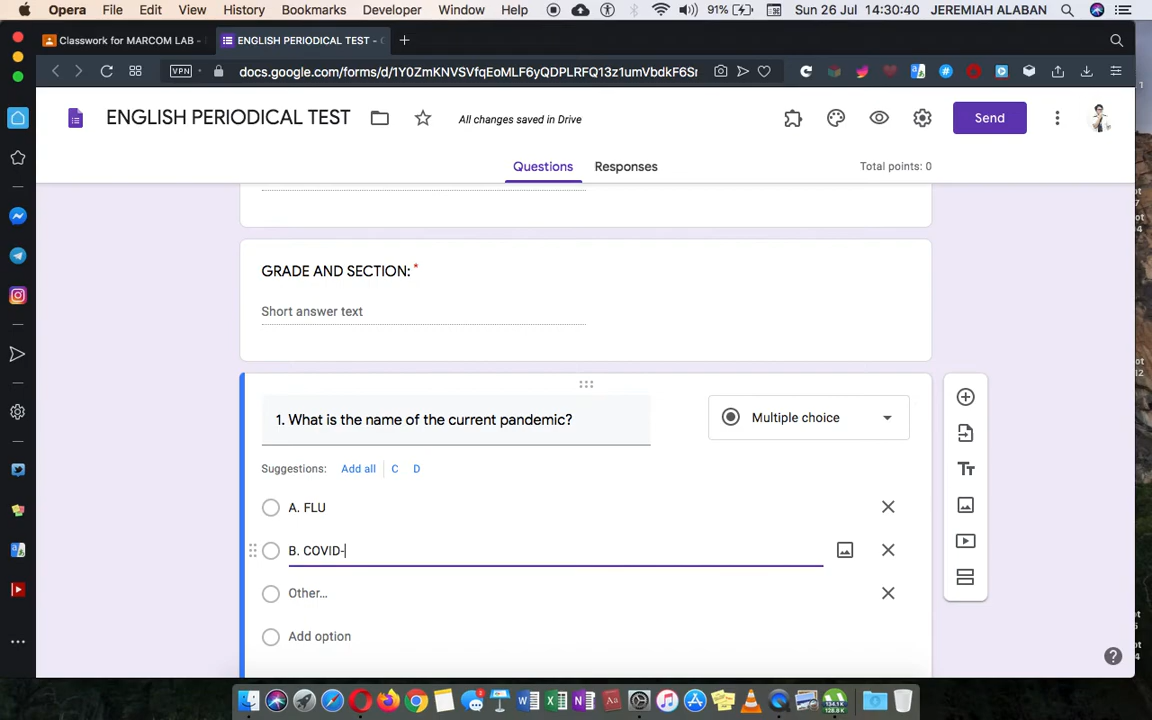 Opera File Edit View History Bookmarks Developer Window Help 91% Sun 26 Jul 14:30:40 JEREMIAH ALABAN
Classwork for MARCOM LAB - ENGLISH PERIODICAL TEST -
VPN docs.google.com/forms/d/1Y0ZmKNVSVfqEoMLF6yQDPLRFQ13z1umVbdkF6Sr
ENGLISH PERIODICAL TEST All changes saved in Drive Send
Questions Responses Total points: 0
GRADE AND SECTION: *
Short answer text
1. What is the name of the current pandemic? Multiple choice
Suggestions: Add all C D
A. FLU
B. COVID-
Other...
Add option